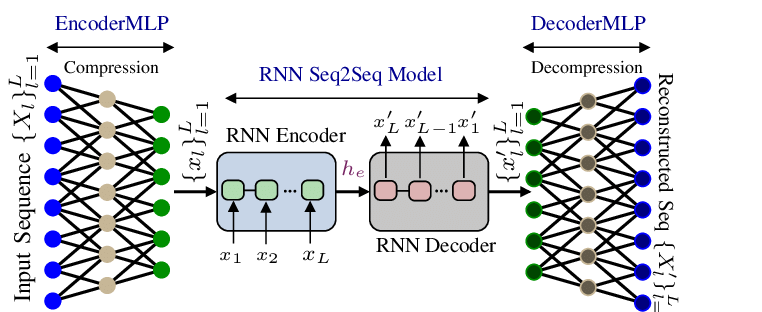 EncoderMLP
Compression
Input Sequence {X_l}_{l=1}^L
{x_l}_{l=1}^L
RNN Seq2Seq Model
RNN Encoder
x_1 x_2 x_L
...
h_e
x'_L x'_{L-1} x'_1
...
RNN Decoder
{x'_l}_{l=1}^L
DecoderMLP
Decompression
Reconstructed Seq {X'_l}_{l=}^L